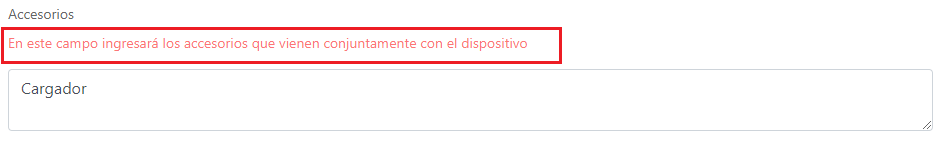 Accesorios
En este campo ingresará los accesorios que vienen conjuntamente con el dispositivo
Cargador